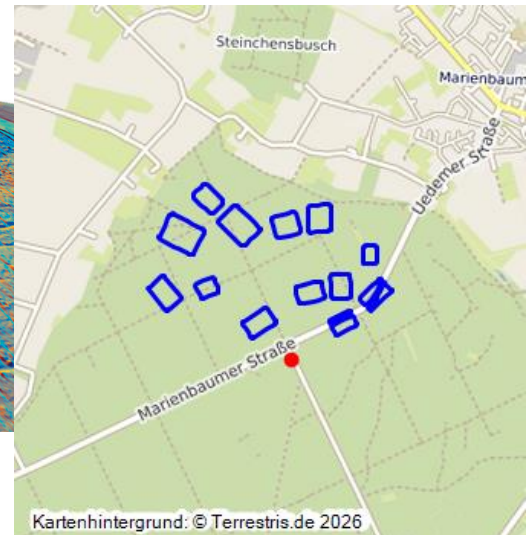 Steinchensbusch
Marienbaum
Uedemer Straße
Marienbaumer Straße
Kartenhintergrund: © Terrestris.de 2026